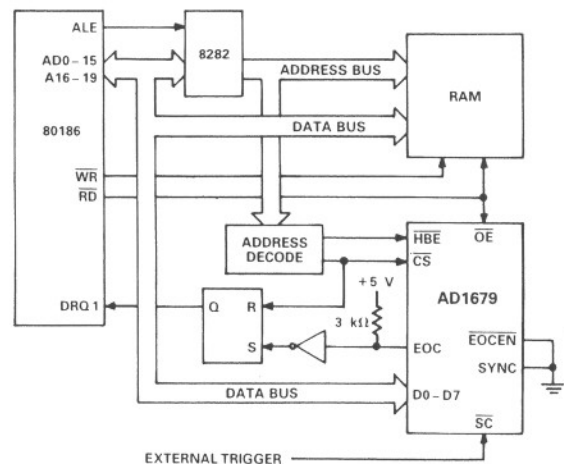 ALE
8282
AD0-15
A16-19
ADDRESS BUS
RAM
80186
DATA BUS
WR
RD
ADDRESS DECODE
HBE
OE
CS
+5 V
AD1679
DRQ 1
Q
R
3 kΩ
S
EOC
EOCEN
SYNC
DATA BUS
D0-D7
SC
EXTERNAL TRIGGER